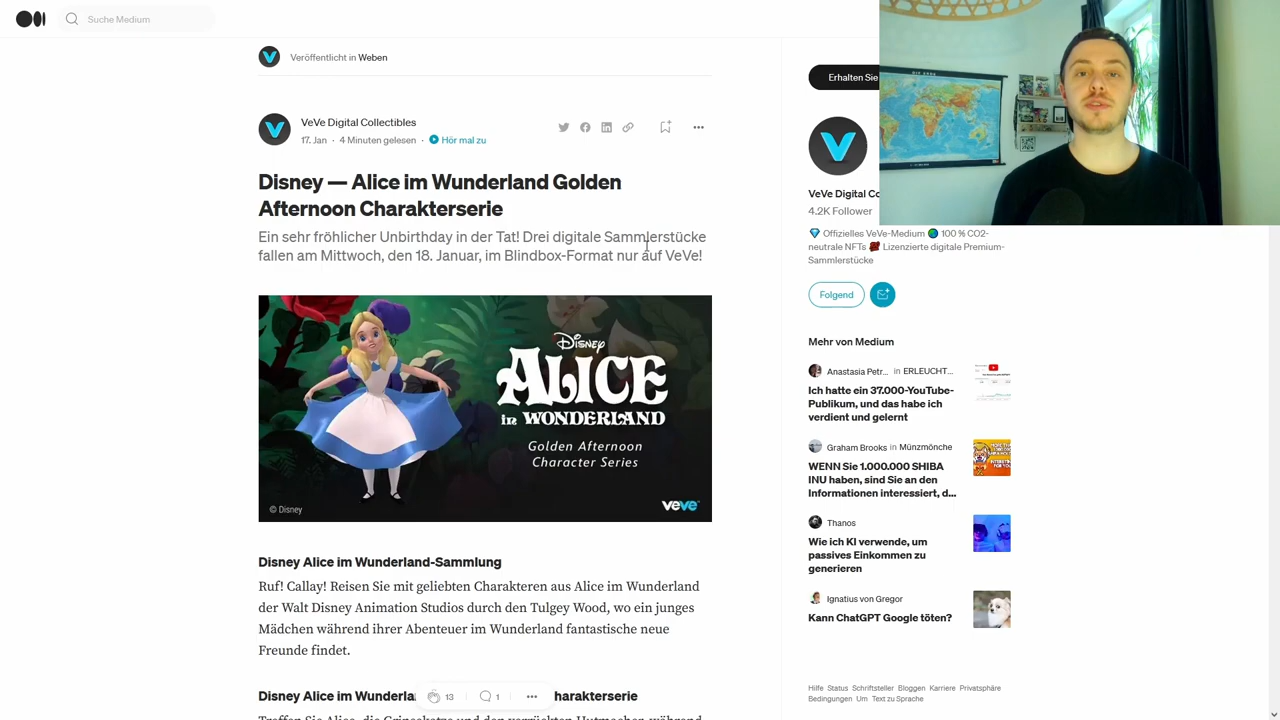 Suche Medium
Veröffentlicht in Weben
VeVe Digital Collectibles
17. Jan · 4 Minuten gelesen · Hör mal zu
Disney — Alice im Wunderland Golden
Afternoon Charakterserie
Ein sehr fröhlicher Unbirthday in der Tat! Drei digitale Sammlerstücke
fallen am Mittwoch, den 18. Januar, im Blindbox-Format nur auf VeVe!
Disney
ALICE
in WONDERLAND
Golden Afternoon
Character Series
© Disney
veve
Disney Alice im Wunderland-Sammlung
Ruf! Callay! Reisen Sie mit geliebten Charakteren aus Alice im Wunderland
der Walt Disney Animation Studios durch den Tulgey Wood, wo ein junges
Mädchen während ihrer Abenteuer im Wunderland fantastische neue
Freunde findet.
Disney Alice im Wunderla
harakterserie
13
1
Erhalten Sie
VeVe Digital Co
4.2K Follower
Offizielles VeVe-Medium 100 % CO2-
neutrale NFTs Lizenzierte digitale Premium-
Sammlerstücke
Folgend
Mehr von Medium
Anastasia Petr... in ERLEUCHT...
Ich hatte ein 37.000-YouTube-
Publikum, und das habe ich
verdient und gelernt
Graham Brooks in Münzmönche
WENN Sie 1.000.000 SHIBA
INU haben, sind Sie an den
Informationen interessiert, d...
Thanos
Wie ich KI verwende, um
passives Einkommen zu
generieren
Ignatius von Gregor
Kann ChatGPT Google töten?
Hilfe Status Schriftsteller Bloggen Karriere Privatsphäre
Bedingungen Um Text zu Sprache